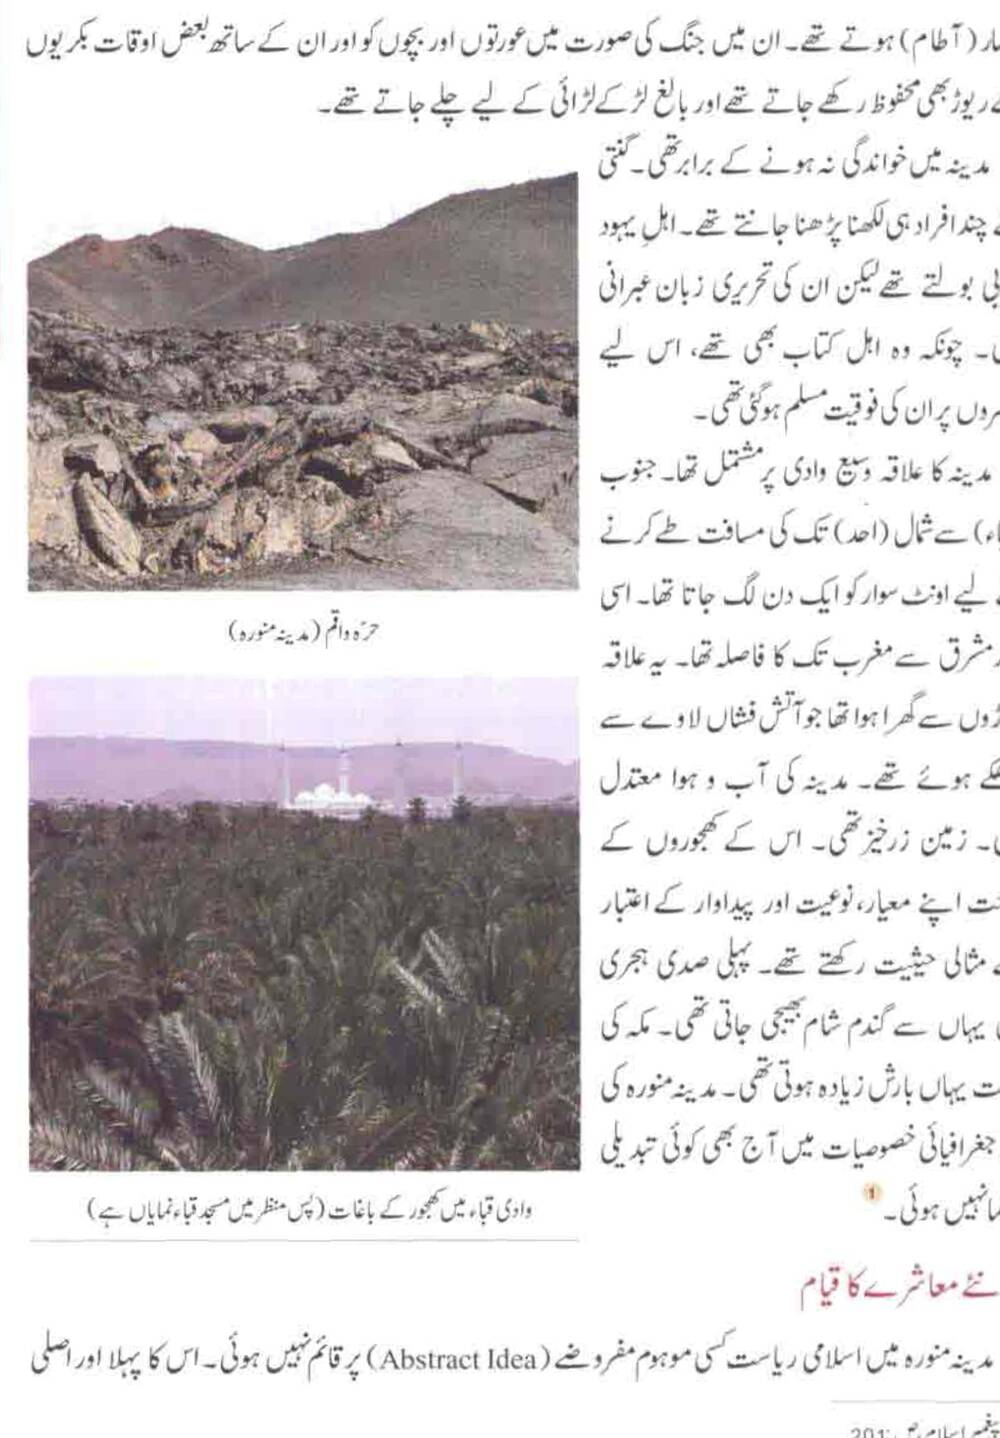 (آطام) ہوتے تھے۔ ان میں جنگ کی صورت میں عورتوں اور بچوں کو اور ان کے ساتھ بعض اوقات بکریوں
ریوڑ بھی محفوظ رکھے جاتے تھے اور بالغ لڑکے لڑائی کے لیے چلے جاتے تھے۔
مدینہ میں خواندگی نہ ہونے کے برابر تھی۔ گنتی
چند افراد ہی لکھنا پڑھنا جانتے تھے۔ اہل یہود
بولتے تھے لیکن ان کی تحریری زبان عبرانی
۔ چونکہ وہ اہل کتاب بھی تھے، اس لیے
پر ان کی فوقیت مسلم ہوگئی تھی۔
مدینہ کا علاقہ وسیع وادی پر مشتمل تھا۔ جنوب
سے شمال (احد) تک کی مسافت طے کرنے
لیے اونٹ سوار کو ایک دن لگ جاتا تھا۔ اسی
مشرق سے مغرب تک کا فاصلہ تھا۔ یہ علاقہ
سے گھرا ہوا تھا جو آتش فشاں لاوے سے
ہوئے تھے۔ مدینہ کی آب و ہوا معتدل
۔ زمین زرخیز تھی۔ اس کے کھجوروں کے
اپنے معیار، نوعیت اور پیداوار کے اعتبار
مثالی حیثیت رکھتے تھے۔ پہلی صدی ہجری
یہاں سے گندم شام بھیجی جاتی تھی۔ مکہ کی
یہاں بارش زیادہ ہوتی تھی۔ مدینہ منورہ کی
جغرافیائی خصوصیات میں آج بھی کوئی تبدیلی
نہیں ہوئی۔ 1
حرّہ واقم (مدینہ منورہ)
وادی قباء میں کھجور کے باغات (پس منظر میں مسجد قباء نمایاں ہے)
نئے معاشرے کا قیام
مدینہ منورہ میں اسلامی ریاست کسی موہوم مفروضے (Abstract Idea) پر قائم نہیں ہوئی۔ اس کا پہلا اور اصلی